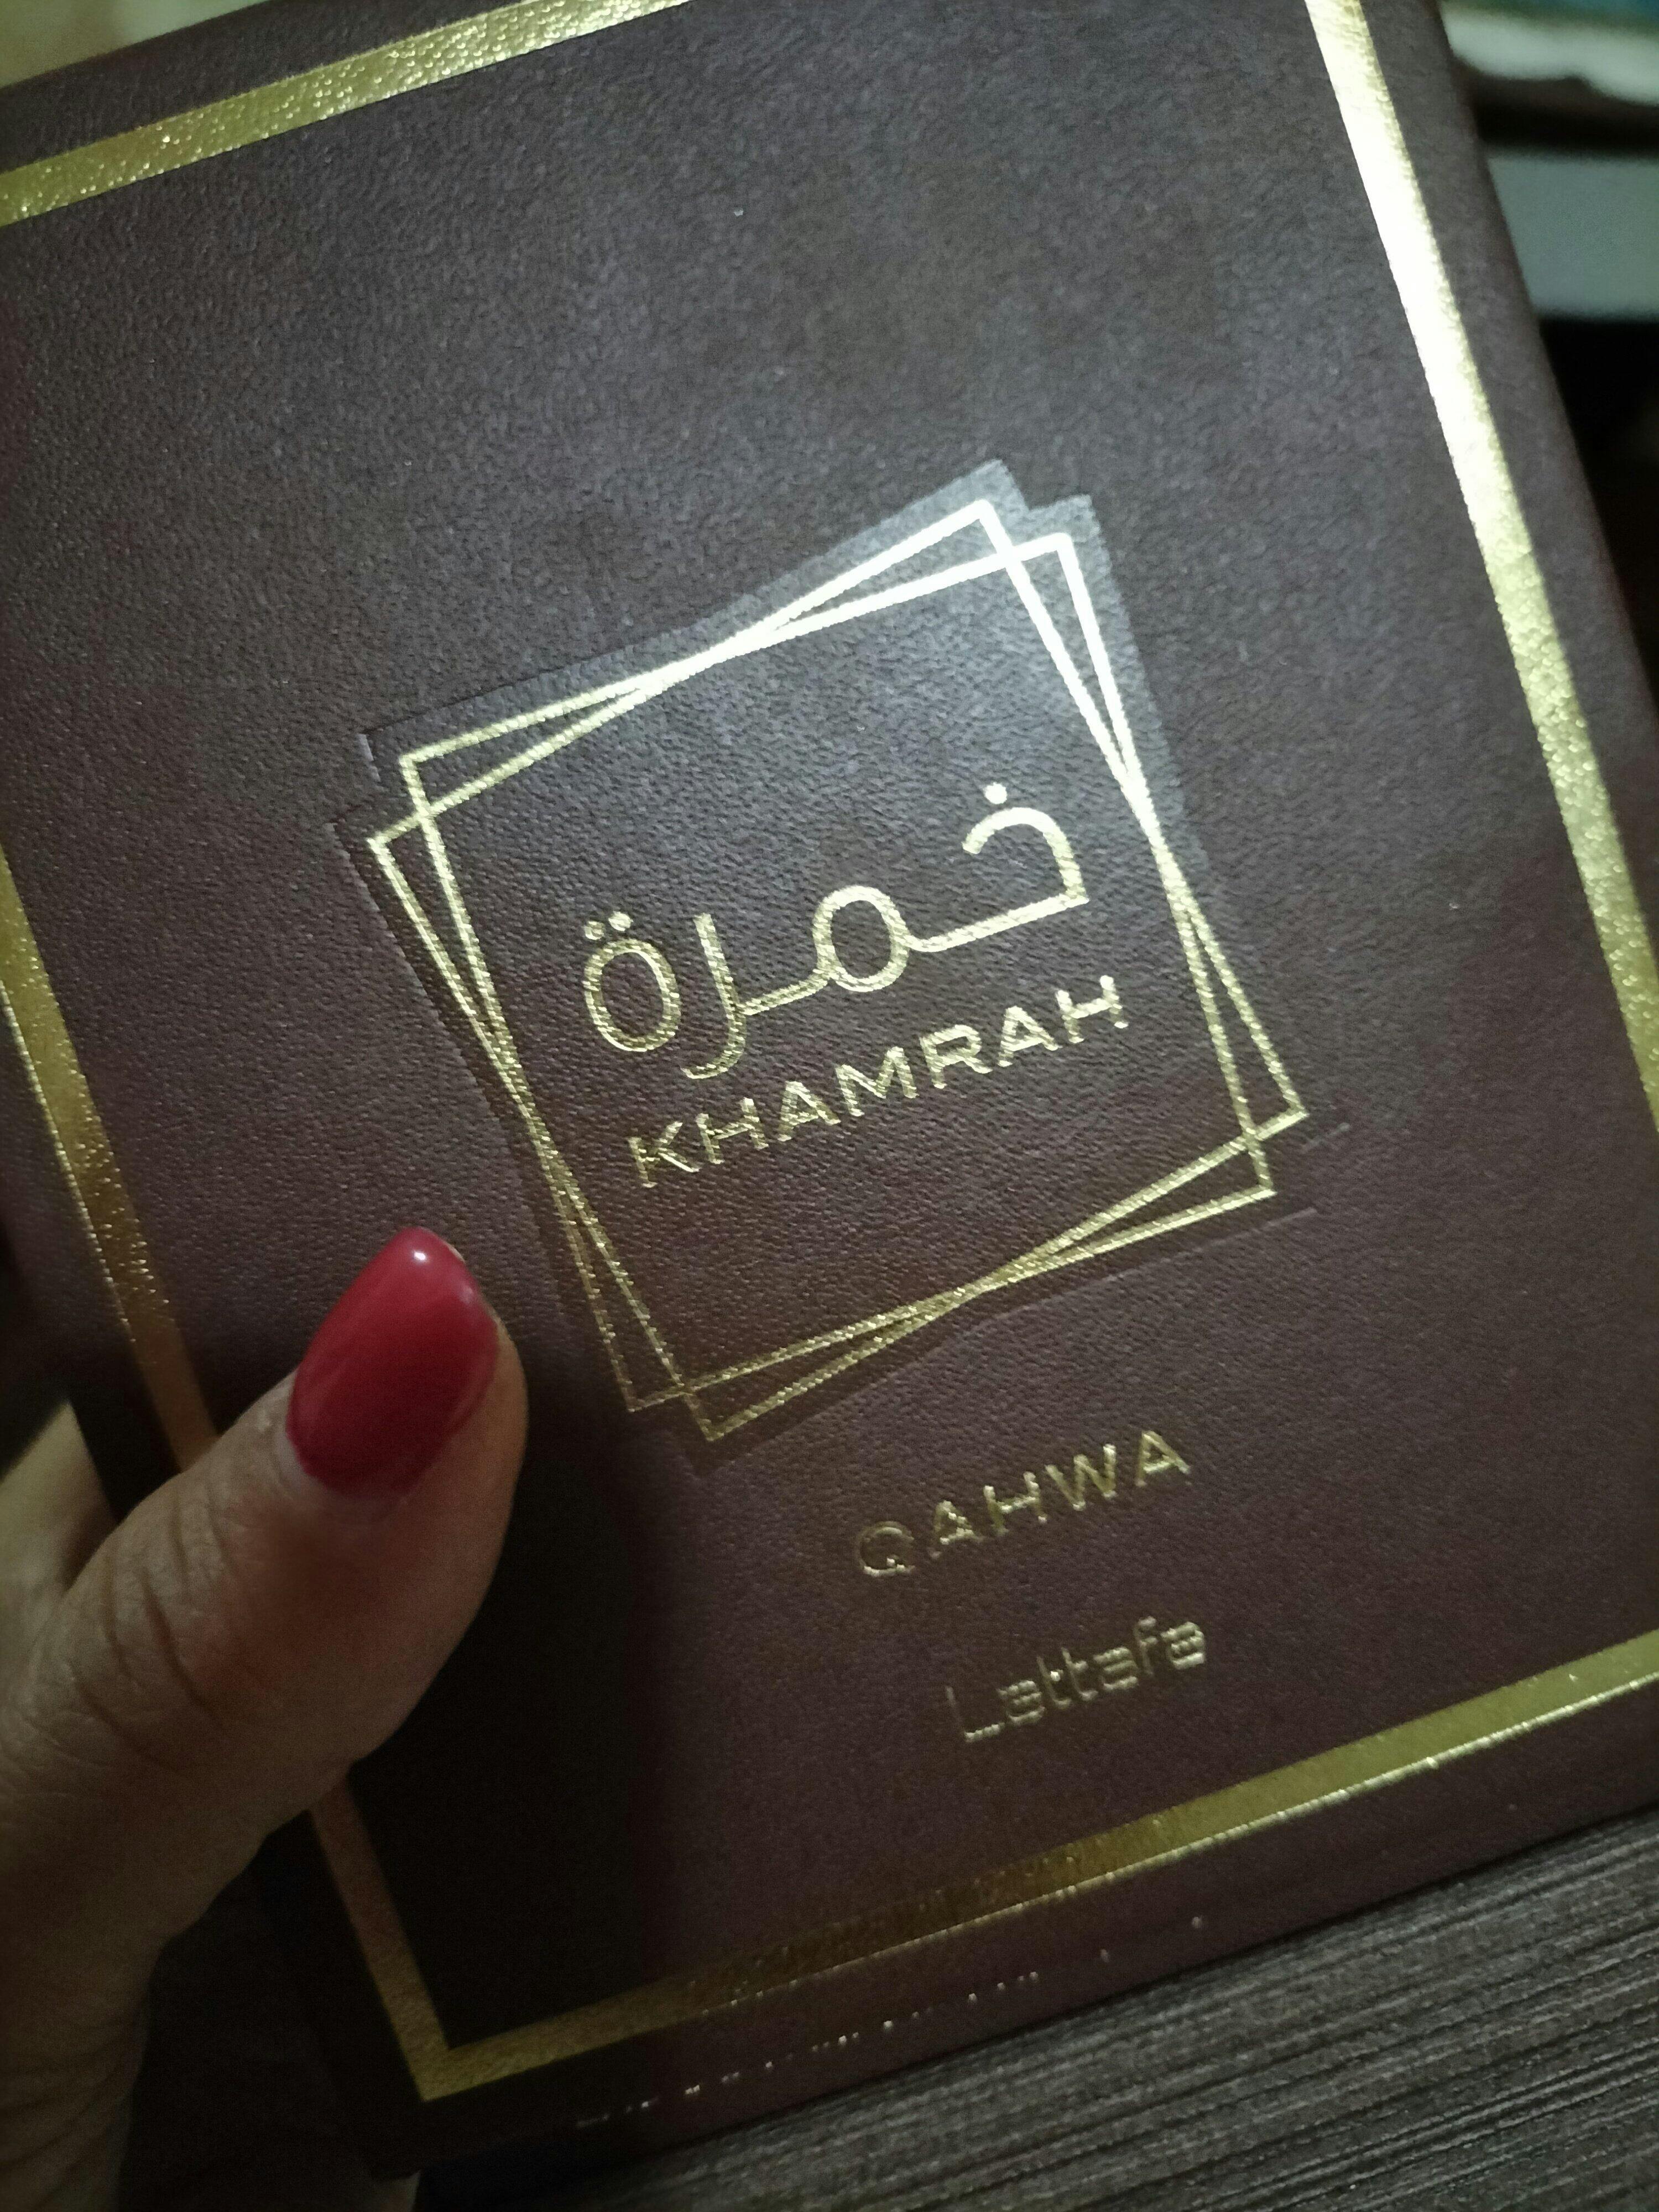 خمرة
KHAMRAH
QAHWA
Lattafa